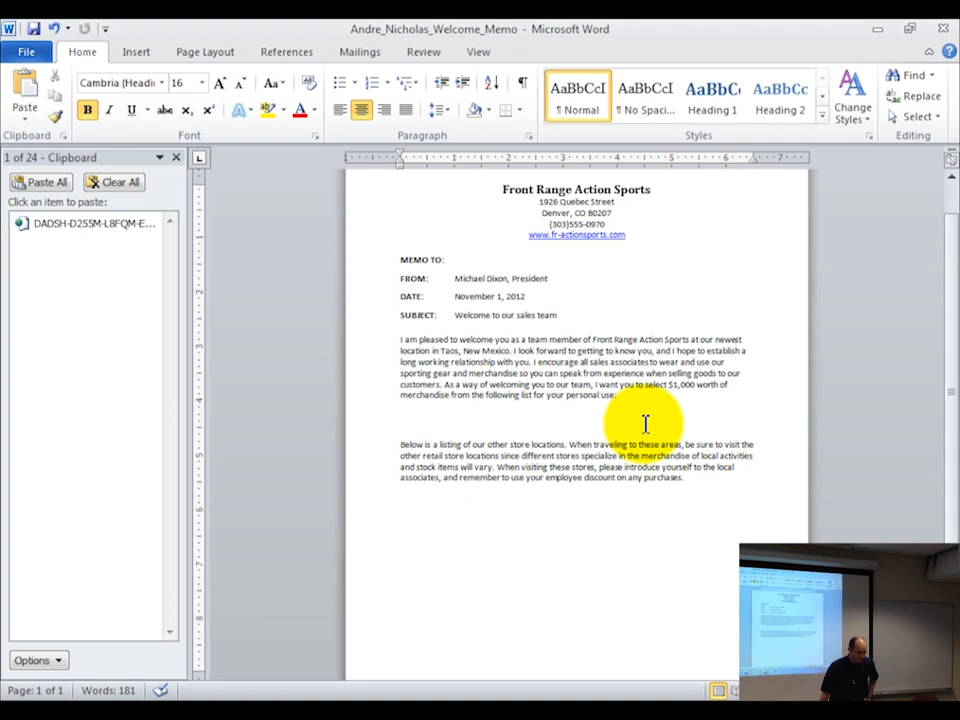 Andre_Nicholas_Welcome_Memo - Microsoft Word
File Home Insert Page Layout References Mailings Review View
Paste
Cambria (Headi 16
B I U abc
Aa
AaBbCcI AaBbCcI AaBbCc AaBbCc
¶ Normal ¶ No Spaci... Heading 1 Heading 2
Change Styles
Find
Replace
Select
Clipboard Font Paragraph Styles Editing
1 of 24 - Clipboard
Paste All Clear All
Click an item to paste:
DADSH-D255M-L8FQM-E...
Options
1 2 3 4 5 6 7
Front Range Action Sports
1926 Quebec Street
Denver, CO 80207
(303)555-0970
www.fr-actionsports.com
MEMO TO:
FROM: Michael Dixon, President
DATE: November 1, 2012
SUBJECT: Welcome to our sales team
I am pleased to welcome you as a team member of Front Range Action Sports at our newest
location in Taos, New Mexico. I look forward to getting to know you, and I hope to establish a
long working relationship with you. I encourage all sales associates to wear and use our
sporting gear and merchandise so you can speak from experience when selling goods to our
customers. As a way of welcoming you to our team, I want you to select $1,000 worth of
merchandise from the following list for your personal use:
Below is a listing of our other store locations. When traveling to these areas, be sure to visit the
other retail store locations since different stores specialize in the merchandise of local activities
and stock items will vary. When visiting these stores, please introduce yourself to the local
associates, and remember to use your employee discount on any purchases.
Page: 1 of 1 Words: 181